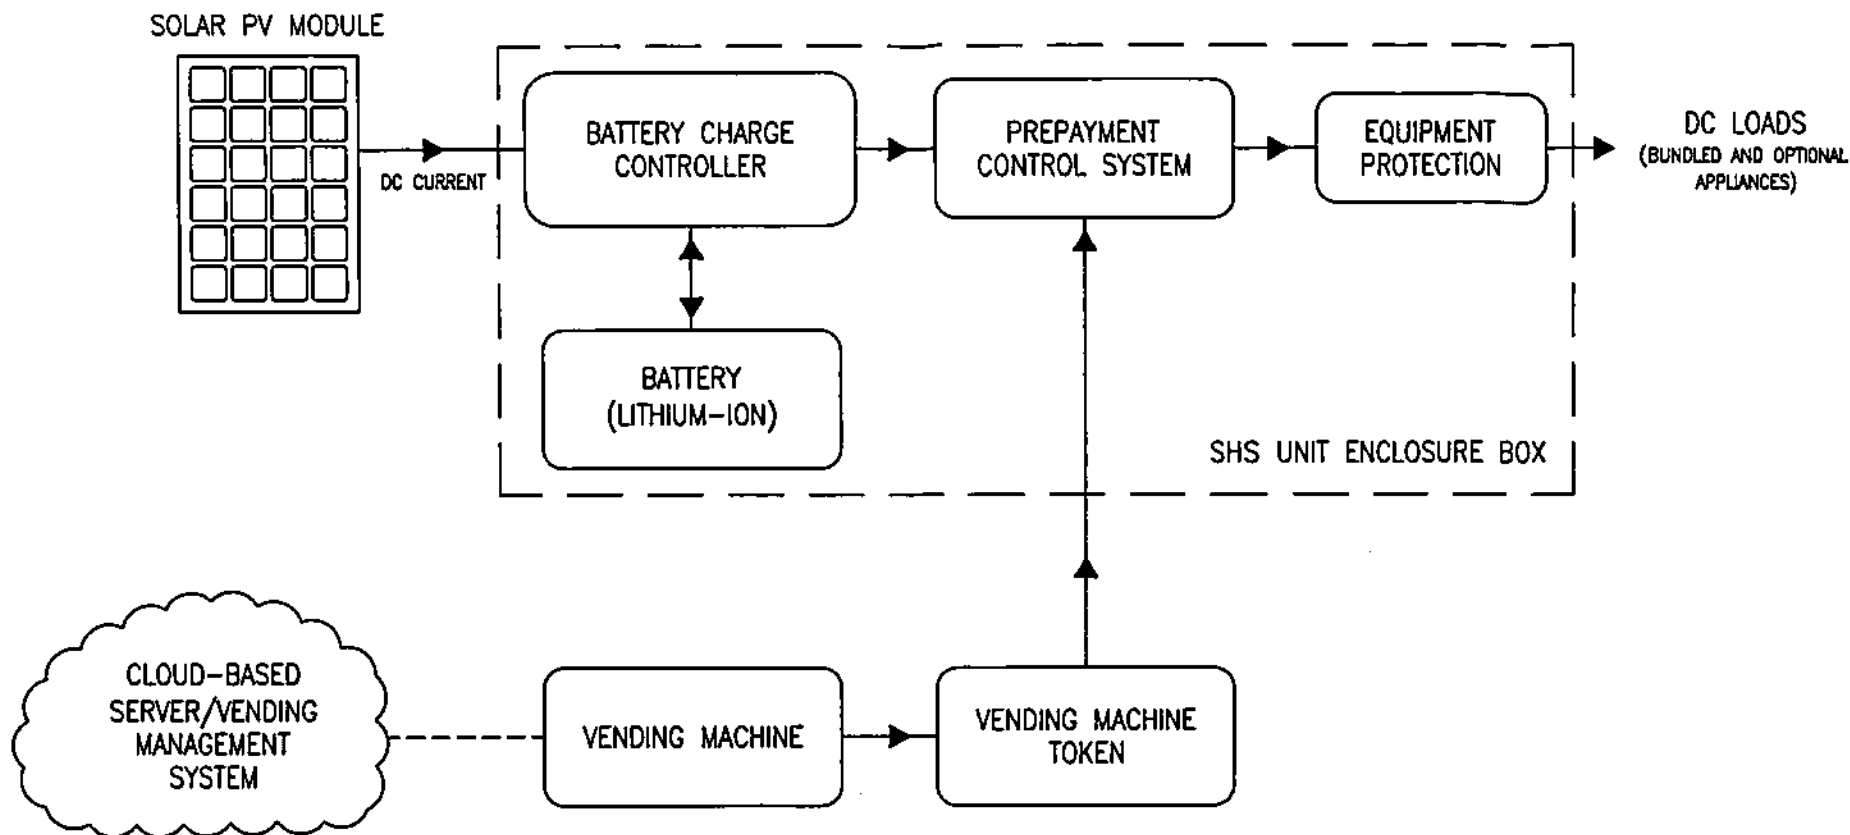 SOLAR PV MODULE
DC CURRENT
BATTERY CHARGE
CONTROLLER
PREPAYMENT
CONTROL SYSTEM
EQUIPMENT
PROTECTION
DC LOADS
(BUNDLED AND OPTIONAL
APPLIANCES)
BATTERY
(LITHIUM-ION)
SHS UNIT ENCLOSURE BOX
CLOUD-BASED
SERVER/VENDING
MANAGEMENT
SYSTEM
VENDING MACHINE
VENDING MACHINE
TOKEN